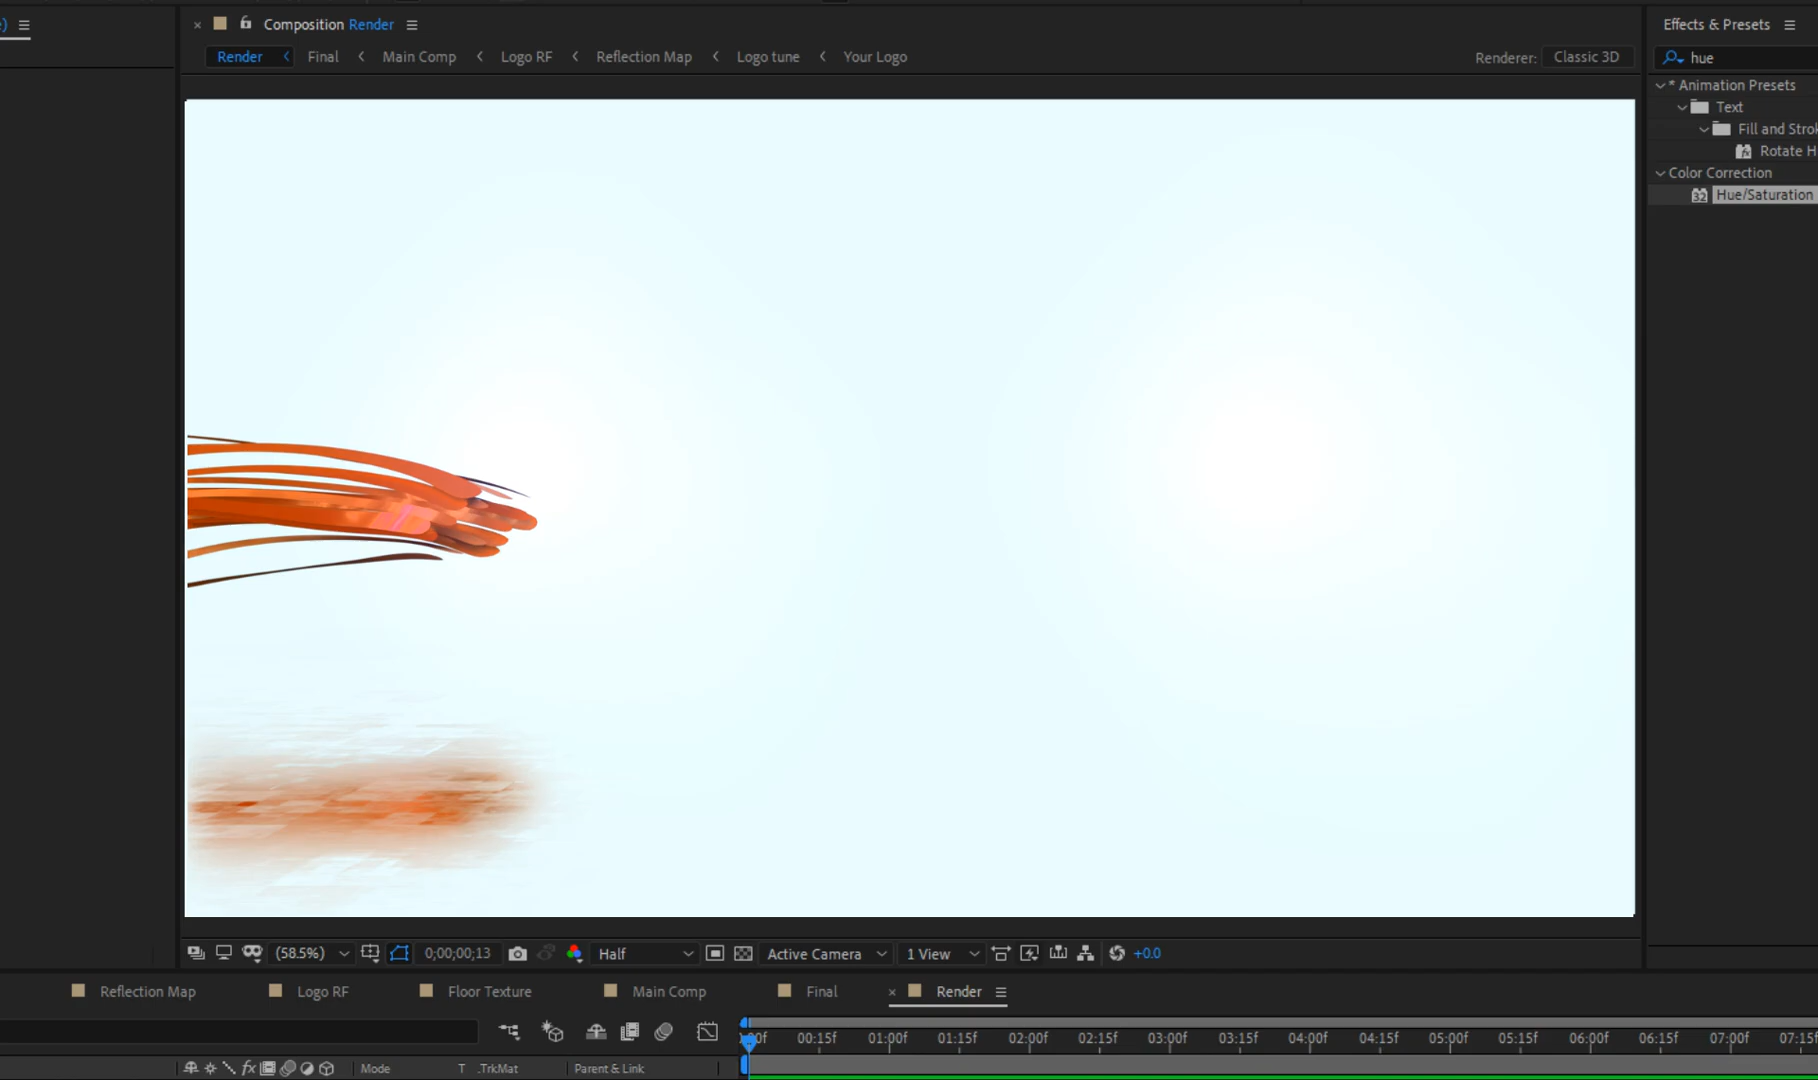 Composition Render
Effects & Presets
Render Final Main Comp Logo RF Reflection Map Logo tune Your Logo
Renderer: Classic 3D
hue
* Animation Presets
Text
Fill and Strok
Rotate H
Color Correction
32 Hue/Saturation
(58.5%) 0;00;00;13 Half Active Camera 1 View +0.0
Reflection Map Logo RF Floor Texture Main Comp Final Render
:00f 00:15f 01:00f 01:15f 02:00f 02:15f 03:00f 03:15f 04:00f 04:15f 05:00f 05:15f 06:00f 06:15f 07:00f 07:15f
fx Mode T .TrkMat Parent & Link